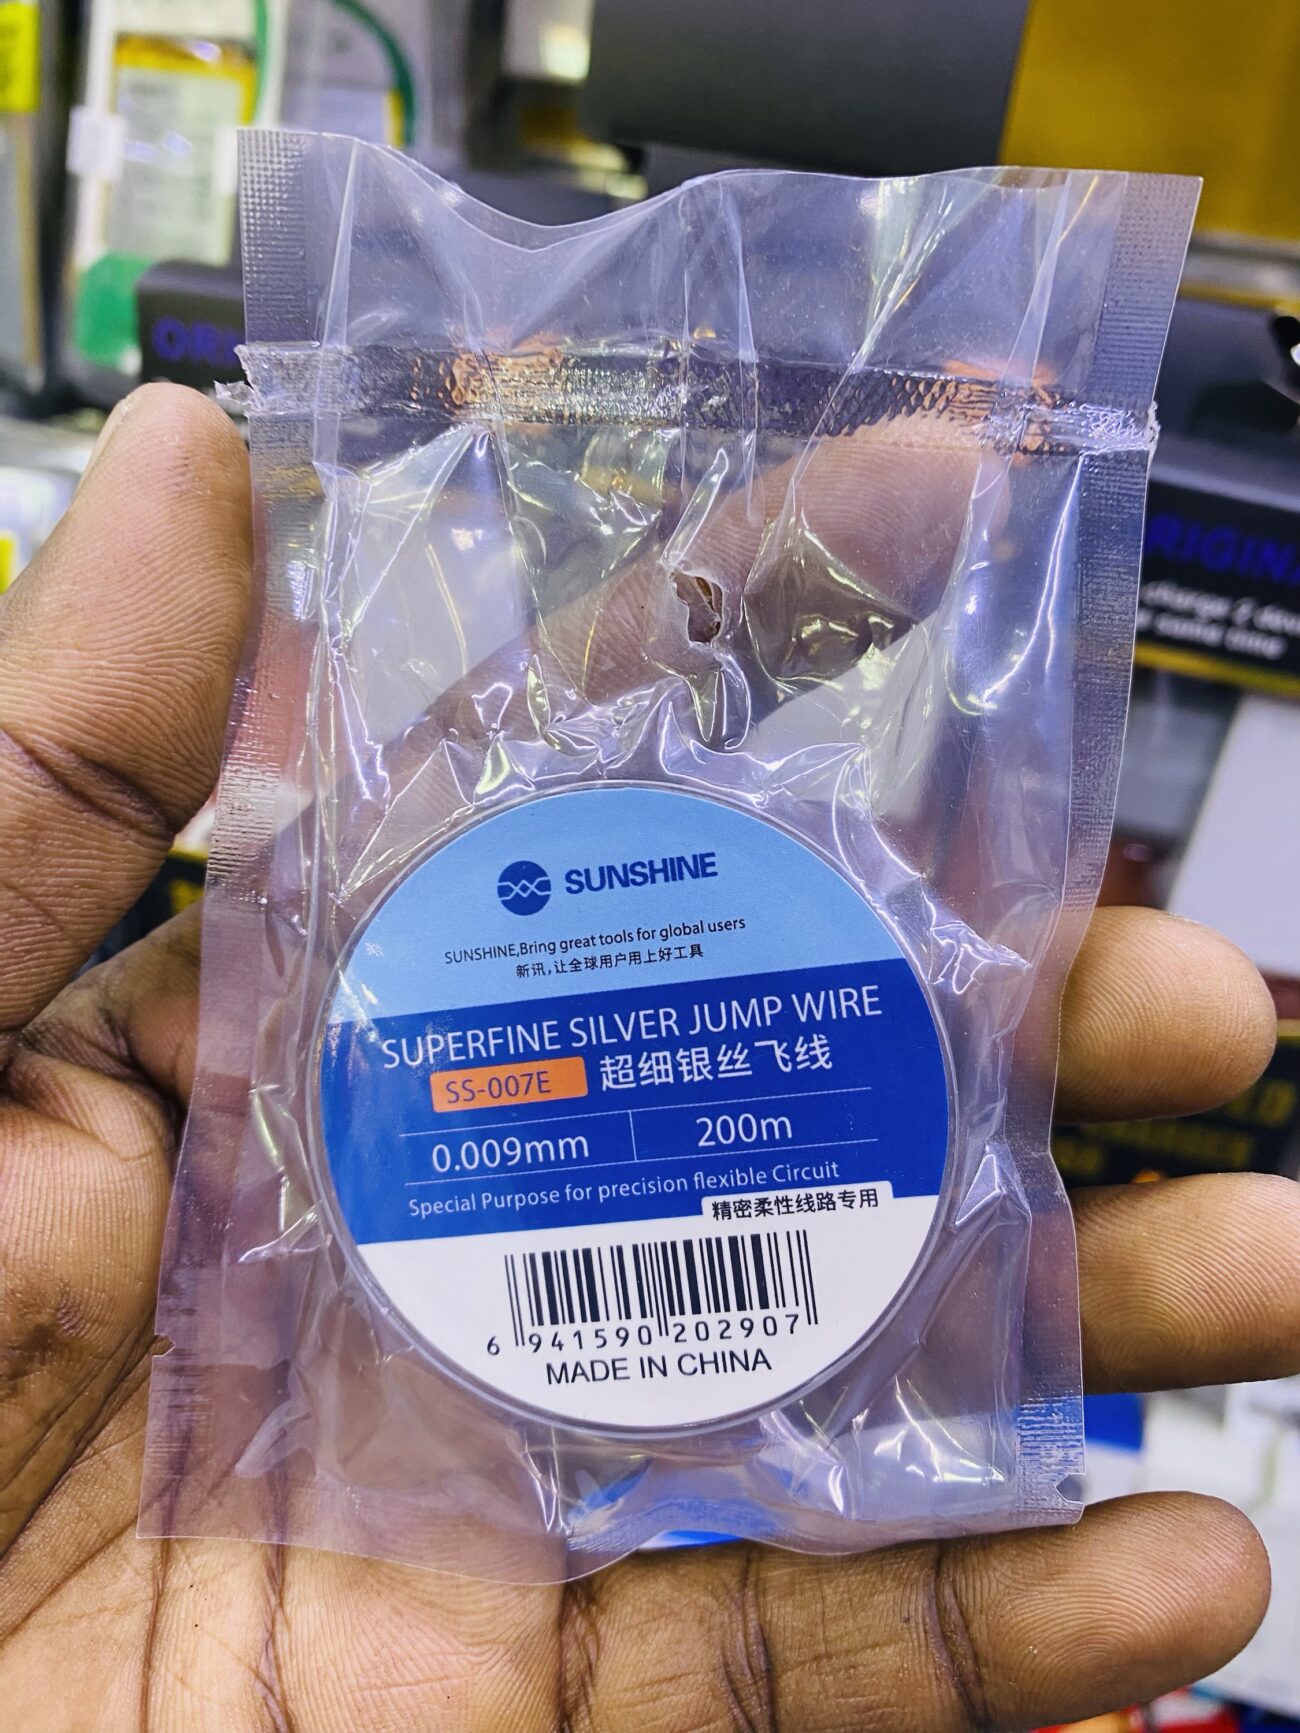 SUNSHINE
SUNSHINE,Bring great tools for global users
新讯,让全球用户用上好工具
SUPERFINE SILVER JUMP WIRE
SS-007E 超细银丝飞线
0.009mm 200m
Special Purpose for precision flexible Circuit
精密柔性线路专用
6 941590 202907
MADE IN CHINA